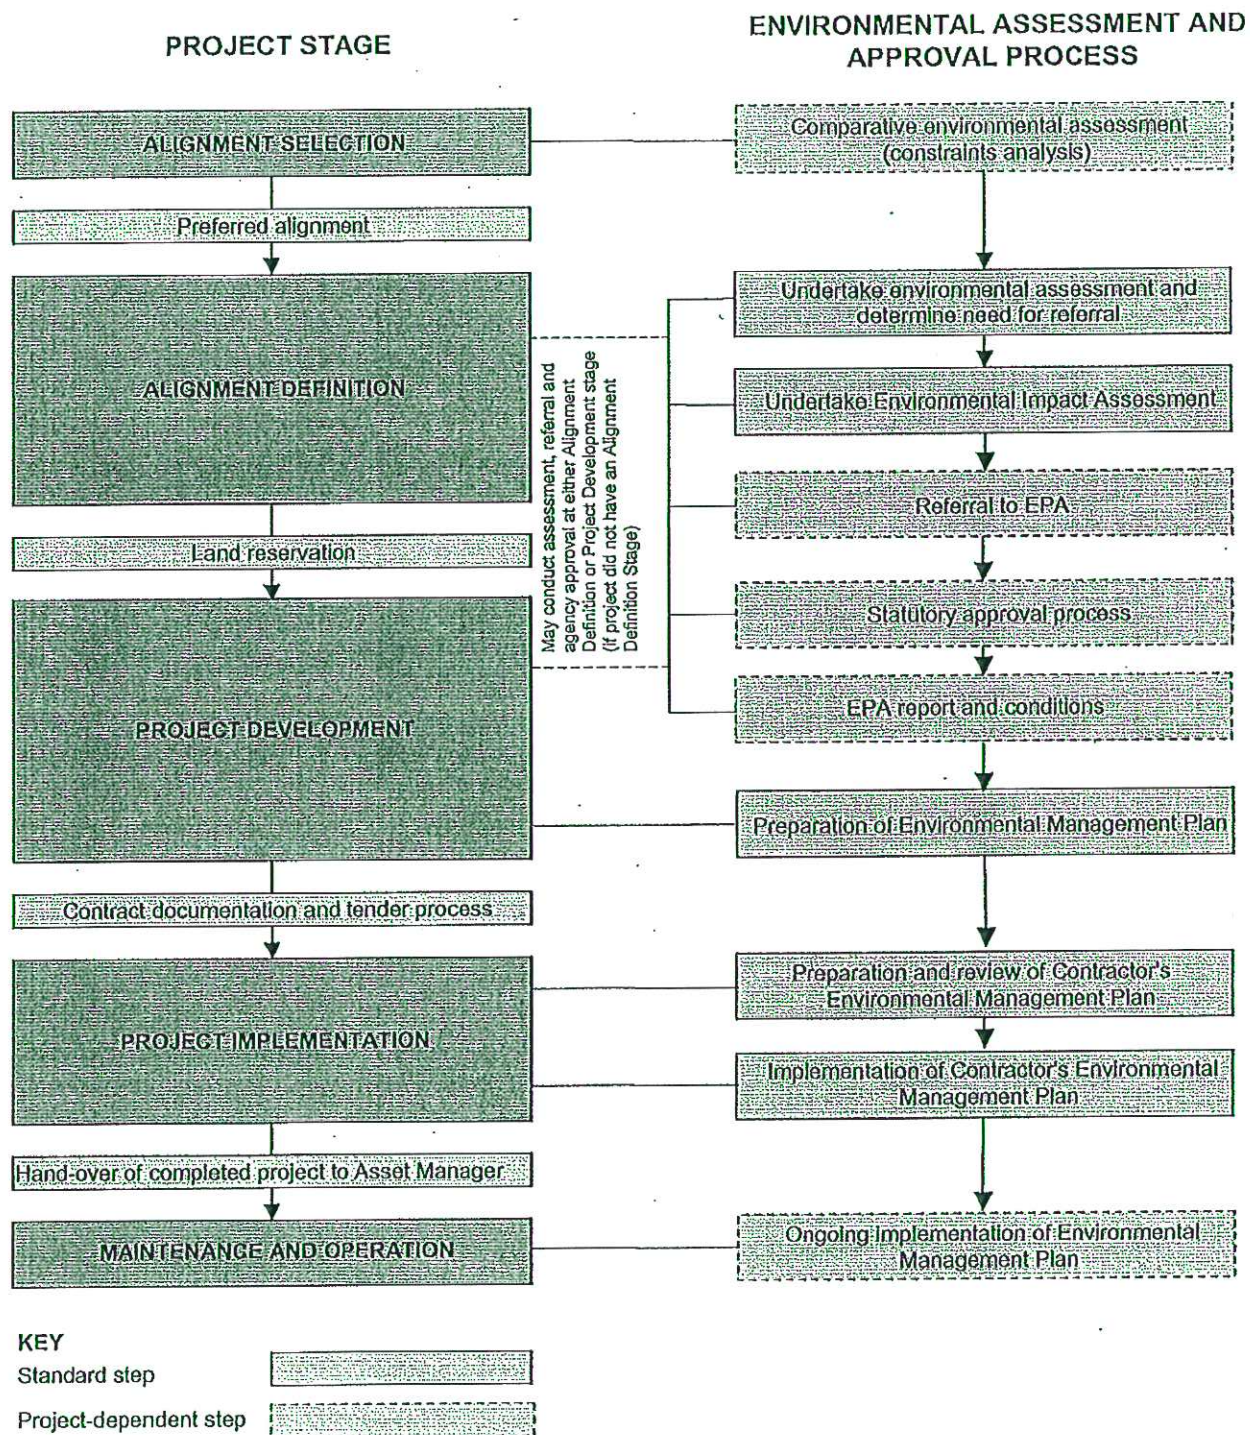 PROJECT STAGE
ENVIRONMENTAL ASSESSMENT AND
APPROVAL PROCESS
ALIGNMENT SELECTION
Comparative environmental assessment
(constraints analysis)
Preferred alignment
Undertake environmental assessment and
determine need for referral
ALIGNMENT DEFINITION
Undertake Environmental Impact Assessment
May conduct assessment, referral and
agency approval at either Alignment
Definition or Project Development stage
(if project did not have an Alignment
Definition Stage)
Referral to EPA
Land reservation
Statutory approval process
PROJECT DEVELOPMENT
EPA report and conditions
Preparation of Environmental Management Plan
Contract documentation and tender process
PROJECT IMPLEMENTATION
Preparation and review of Contractor's
Environmental Management Plan
Implementation of Contractor's Environmental
Management Plan
Hand-over of completed project to Asset Manager
MAINTENANCE AND OPERATION
Ongoing Implementation of Environmental
Management Plan
KEY
Standard step
Project-dependent step